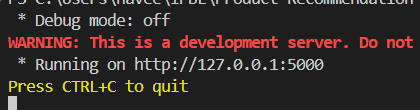 * Debug mode: off
WARNING: This is a development server. Do not
* Running on http://127.0.0.1:5000
Press CTRL+C to quit